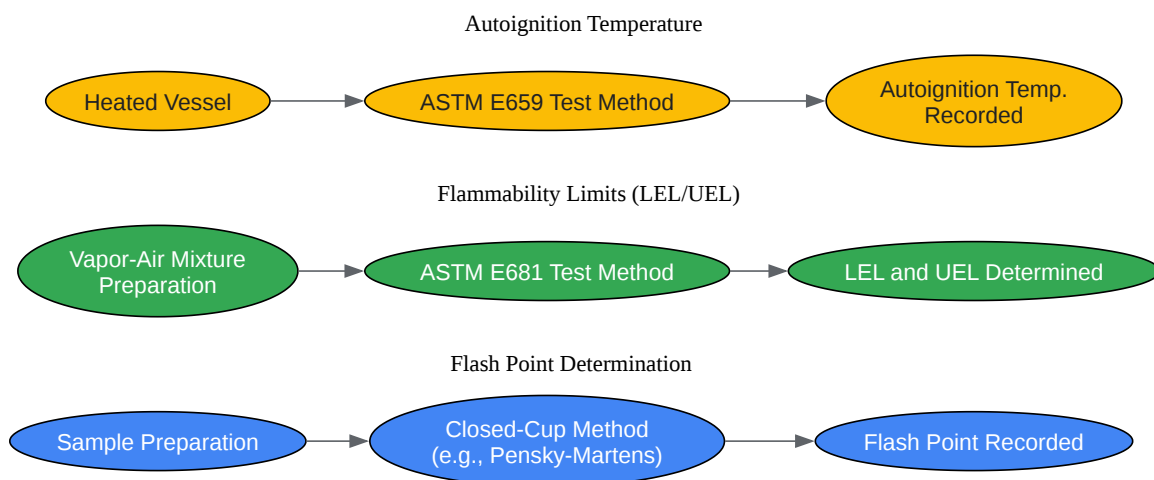 Autoignition Temperature
Heated Vessel
ASTM E659 Test Method
Autoignition Temp.
Recorded
Flammability Limits (LEL/UEL)
Vapor-Air Mixture
Preparation
ASTM E681 Test Method
LEL and UEL Determined
Flash Point Determination
Sample Preparation
Closed-Cup Method
(e.g., Pensky-Martens)
Flash Point Recorded